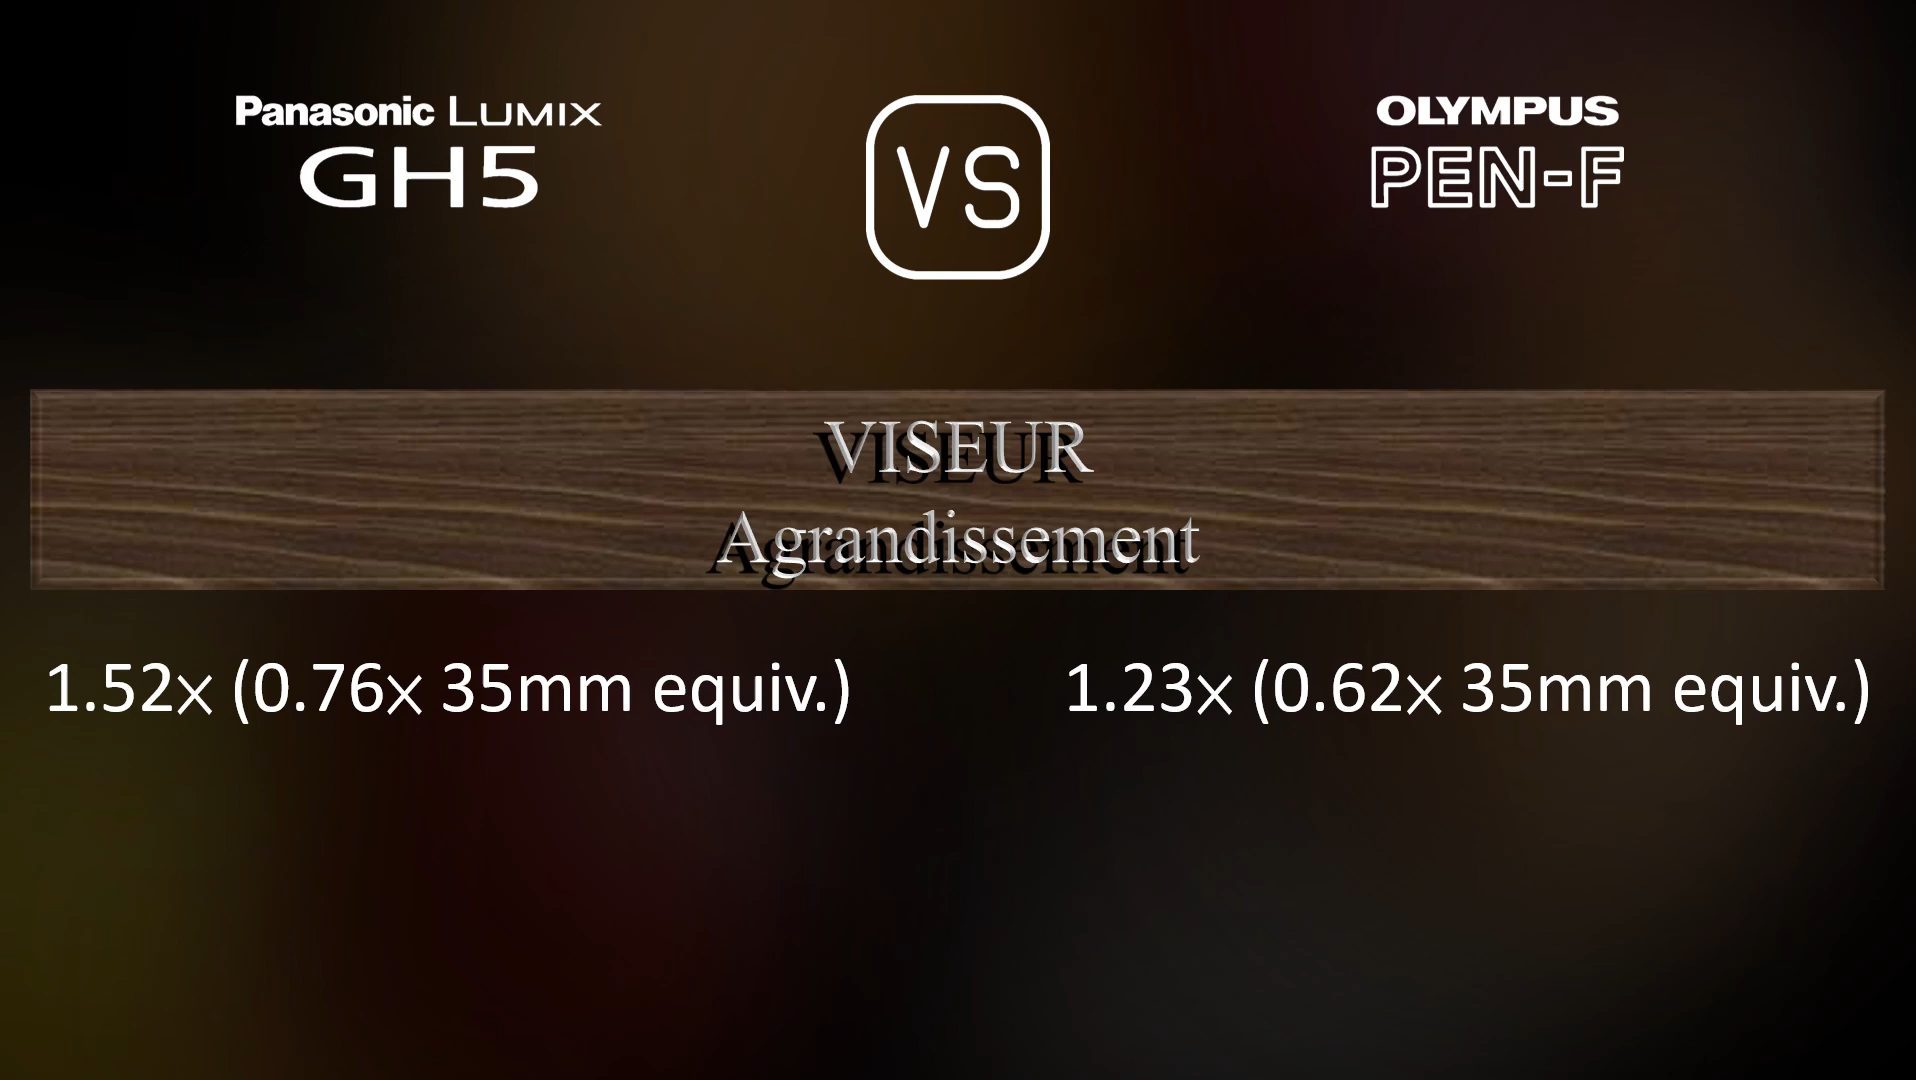 Panasonic LUMIX
GH5
VS
OLYMPUS
PEN-F
VISEUR
Agrandissement
1.52x (0.76x 35mm equiv.)
1.23x (0.62x 35mm equiv.)